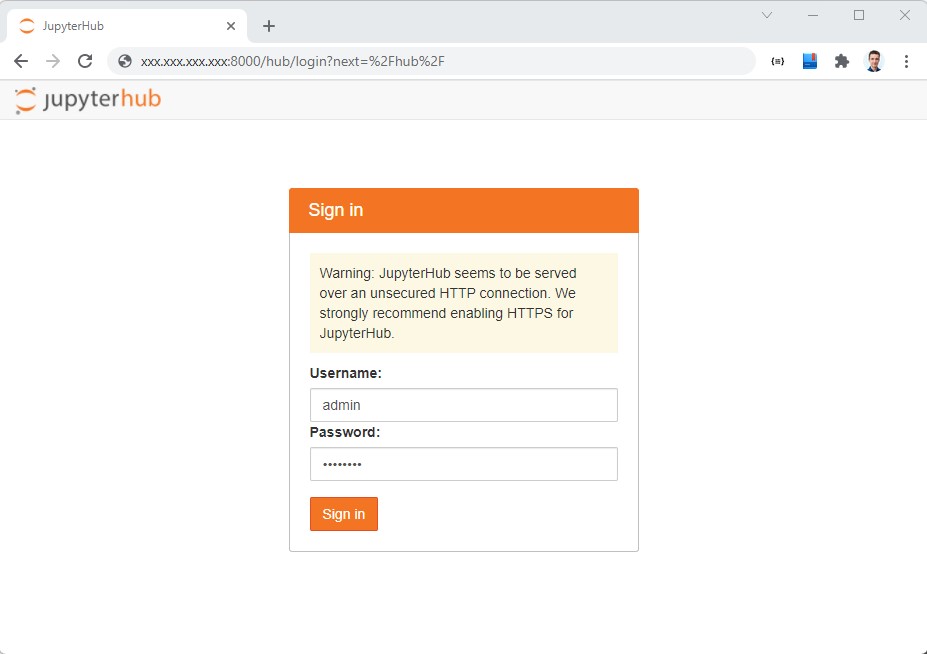 JupyterHub
xxx.xxx.xxx.xxx:8000/hub/login?next=%2Fhub%2F
jupyterhub
Sign in
Warning: JupyterHub seems to be served
over an unsecured HTTP connection. We
strongly recommend enabling HTTPS for
JupyterHub.
Username:
admin
Password:
••••••••
Sign in